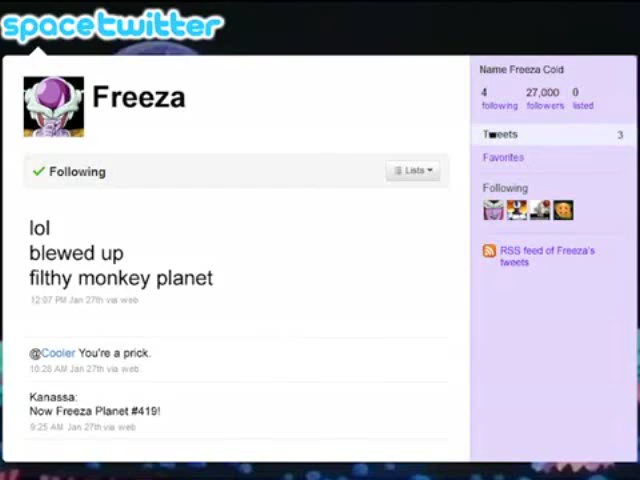 spacetwitter
Freeza
Following
Lists
lol
blewed up
filthy monkey planet
12:07 PM Jan 27th via web
@Cooler You're a prick.
10:26 AM Jan 27th via web
Kanassa:
Now Freeza Planet #419!
9:25 AM Jan 27th via web
Name Freeza Cold
4 27,000 0
following followers listed
Tweets 3
Favorites
Following
RSS feed of Freeza's
tweets